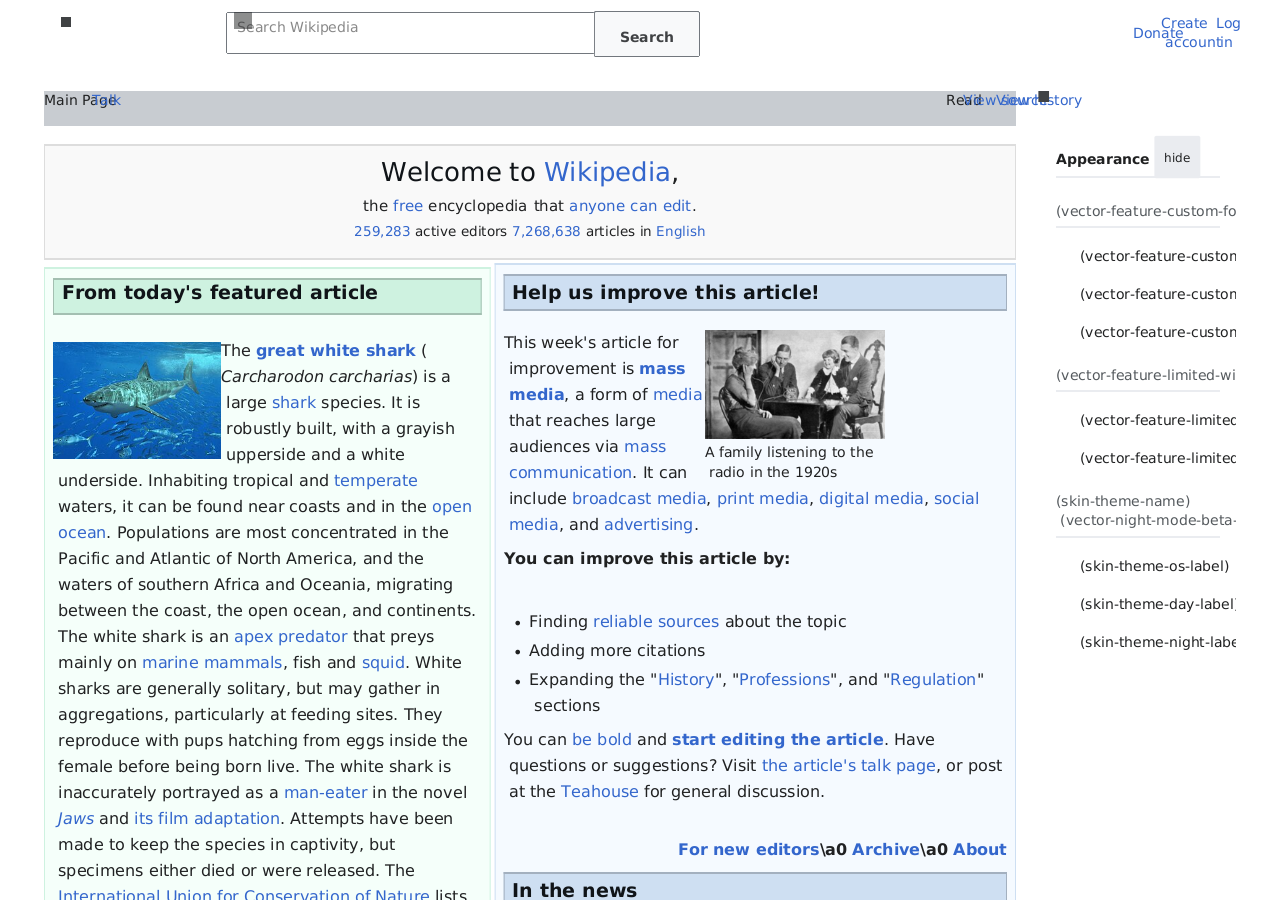 Search Wikipedia
Search
Donate
Create account
Log in
Main Page
Talk
Read
View source
View history
Welcome to Wikipedia,
the free encyclopedia that anyone can edit.
259,283 active editors 7,268,638 articles in English
From today's featured article
The great white shark (
Carcharodon carcharias) is a
large shark species. It is
robustly built, with a grayish
upperside and a white
underside. Inhabiting tropical and temperate
waters, it can be found near coasts and in the open
ocean. Populations are most concentrated in the
Pacific and Atlantic of North America, and the
waters of southern Africa and Oceania, migrating
between the coast, the open ocean, and continents.
The white shark is an apex predator that preys
mainly on marine mammals, fish and squid. White
sharks are generally solitary, but may gather in
aggregations, particularly at feeding sites. They
reproduce with pups hatching from eggs inside the
female before being born live. The white shark is
inaccurately portrayed as a man-eater in the novel
Jaws and its film adaptation. Attempts have been
made to keep the species in captivity, but
specimens either died or were released. The
International Union for Conservation of Nature lists
Help us improve this article!
This week's article for
improvement is mass
media, a form of media
that reaches large
audiences via mass
communication. It can
include broadcast media, print media, digital media, social
media, and advertising.
A family listening to the
radio in the 1920s
You can improve this article by:
• Finding reliable sources about the topic
• Adding more citations
• Expanding the "History", "Professions", and "Regulation"
sections
You can be bold and start editing the article. Have
questions or suggestions? Visit the article's talk page, or post
at the Teahouse for general discussion.
For new editors\a0 Archive\a0 About
In the news
Appearance
hide
(vector-feature-custom-fo
(vector-feature-custon
(vector-feature-custon
(vector-feature-custon
(vector-feature-limited-wi
(vector-feature-limited
(vector-feature-limited
(skin-theme-name)
(vector-night-mode-beta-
(skin-theme-os-label)
(skin-theme-day-label)
(skin-theme-night-labe